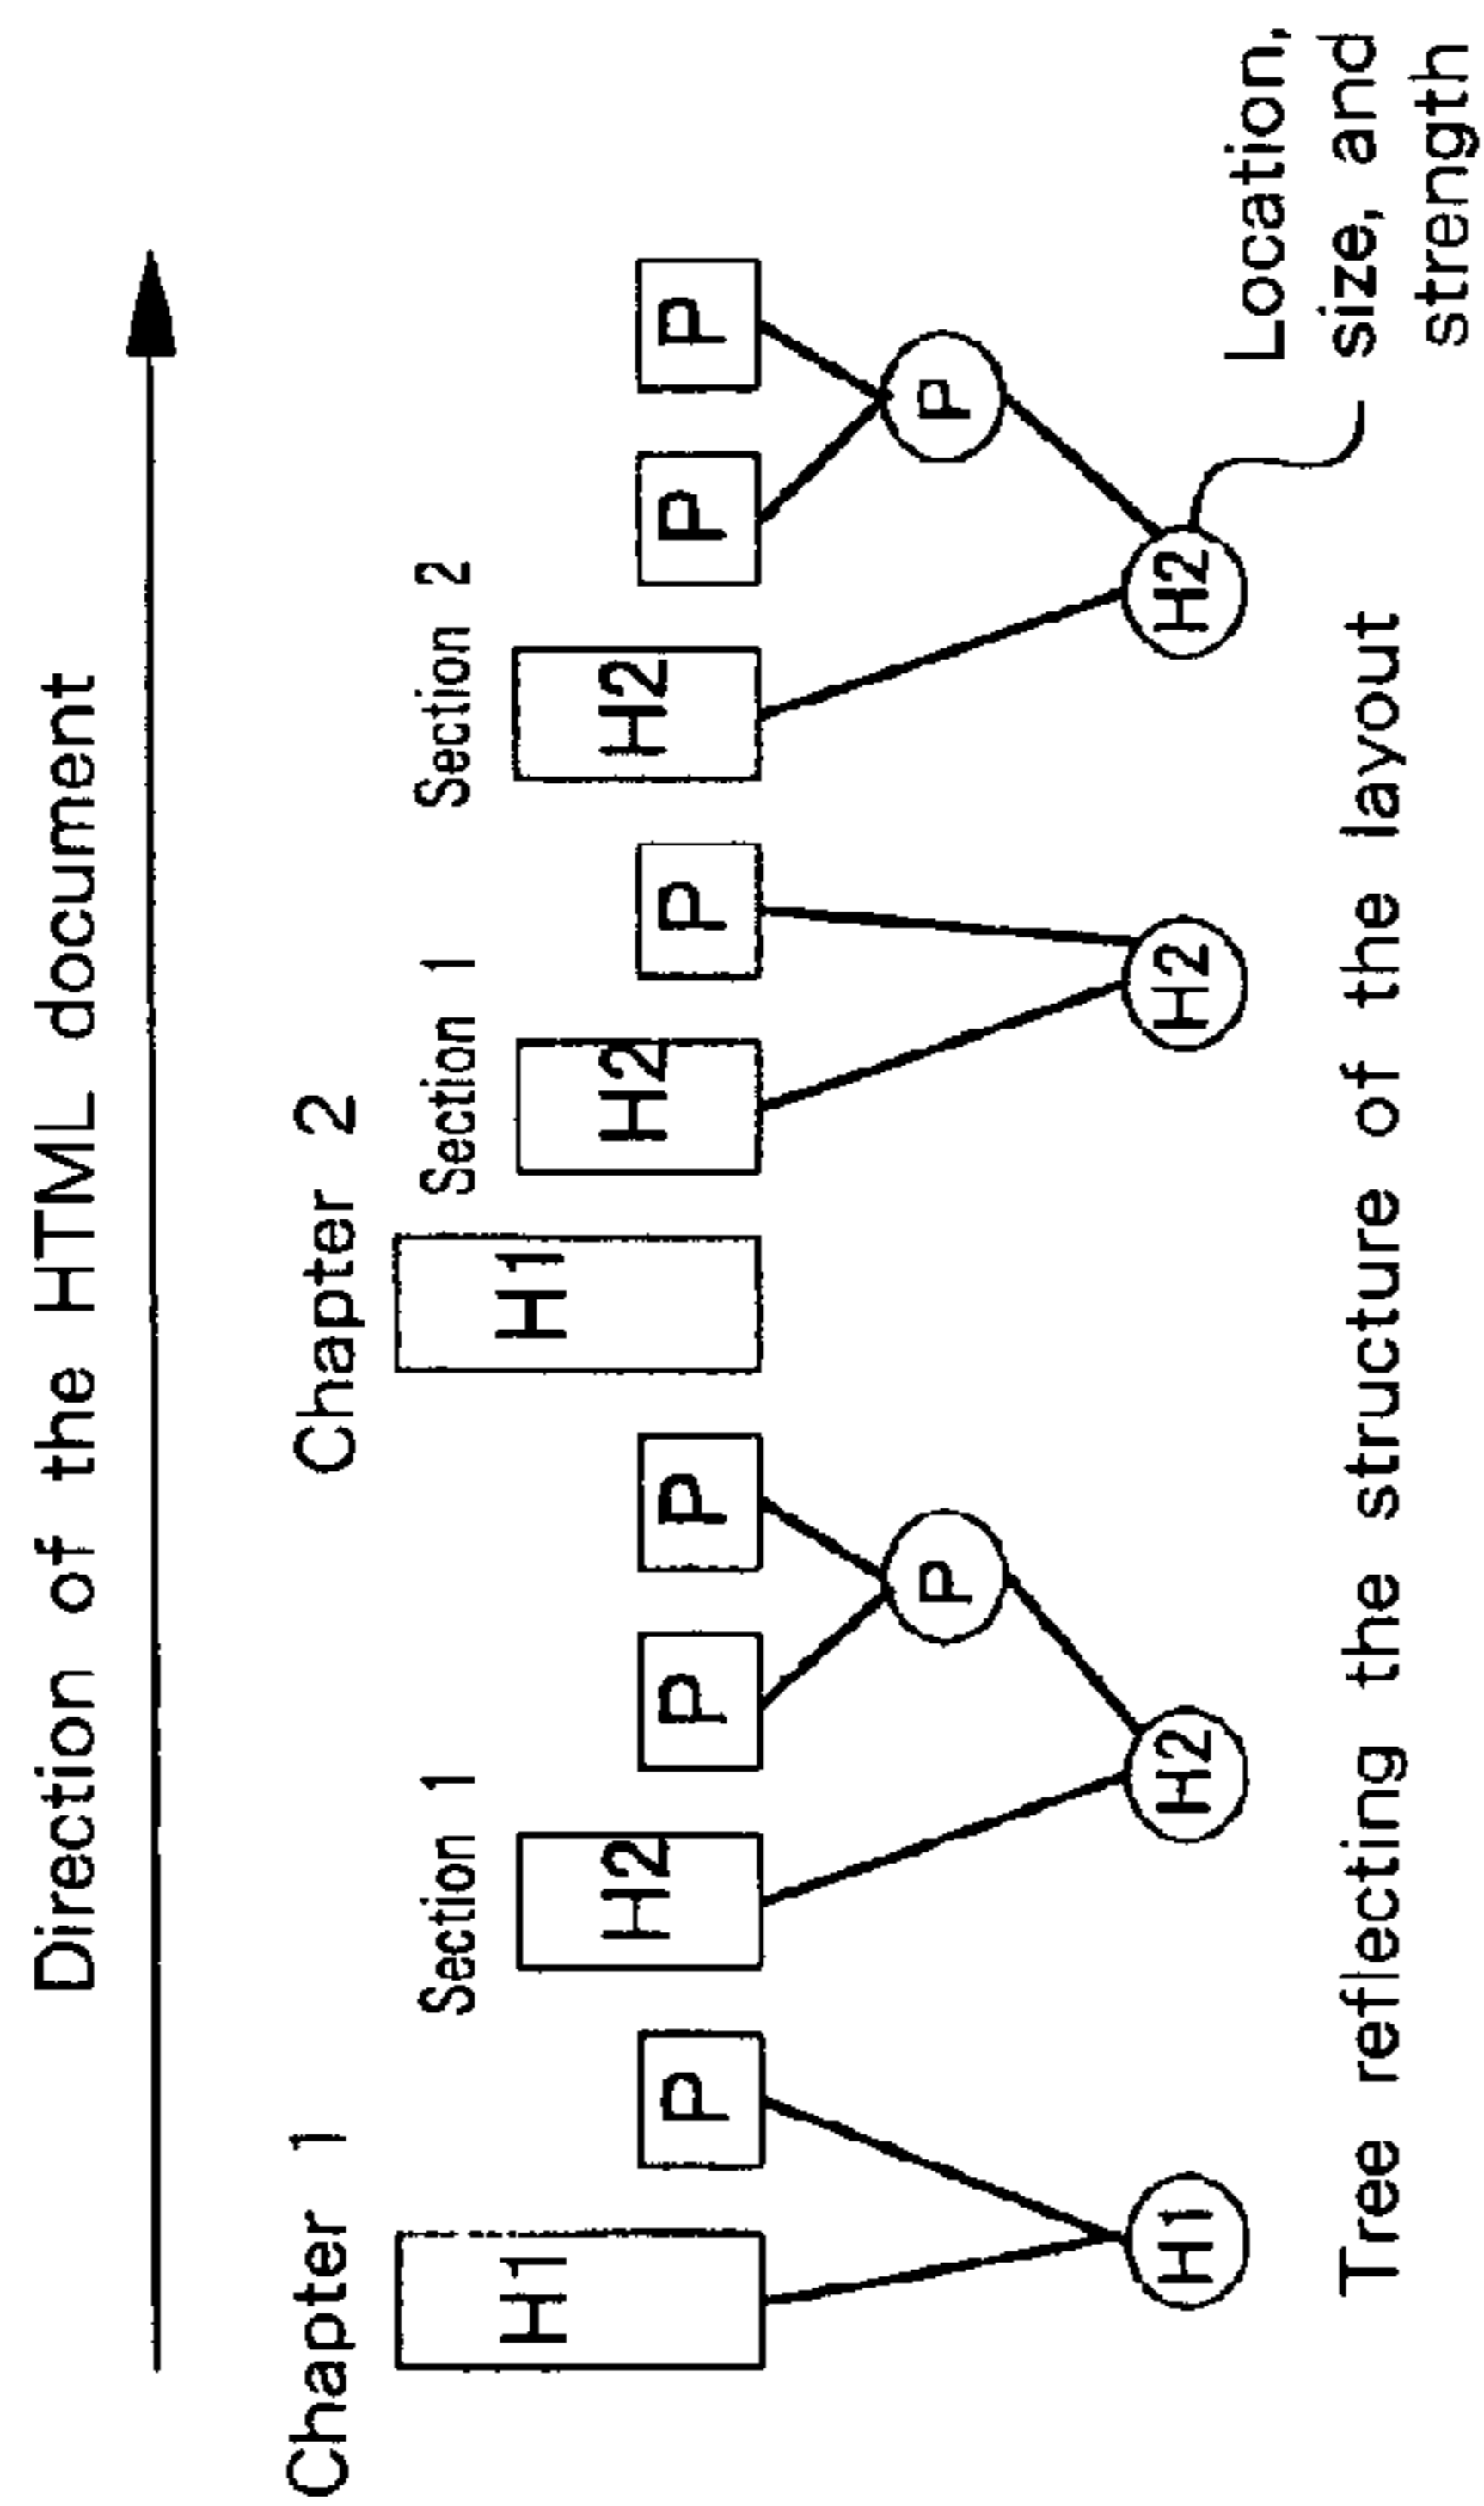 Direction of the HTML document
Chapter 1
Chapter 2
Section 1
Section 1
Section 2
H1
P
H2
P
P
H1
H2
P
H2
P
P
P
P
H1
H2
H2
H2
Location,
size, and
strength
Tree reflecting the structure of the layout